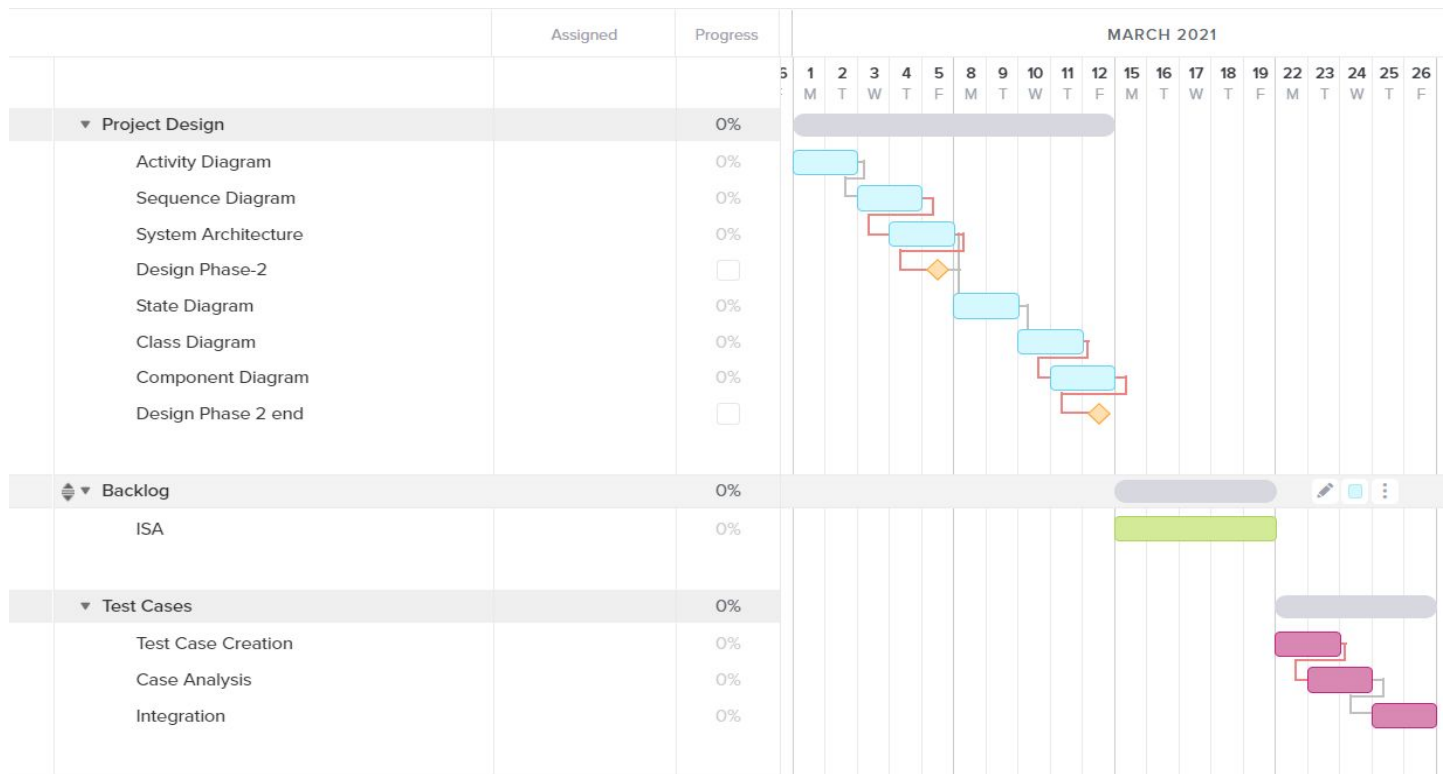 Assigned Progress MARCH 2021
1 2 3 4 5 8 9 10 11 12 15 16 17 18 19 22 23 24 25 26
M T W T F M T W T F M T W T F M T W T F
Project Design 0%
Activity Diagram 0%
Sequence Diagram 0%
System Architecture 0%
Design Phase-2
State Diagram 0%
Class Diagram 0%
Component Diagram 0%
Design Phase 2 end
Backlog 0%
ISA 0%
Test Cases 0%
Test Case Creation 0%
Case Analysis 0%
Integration 0%